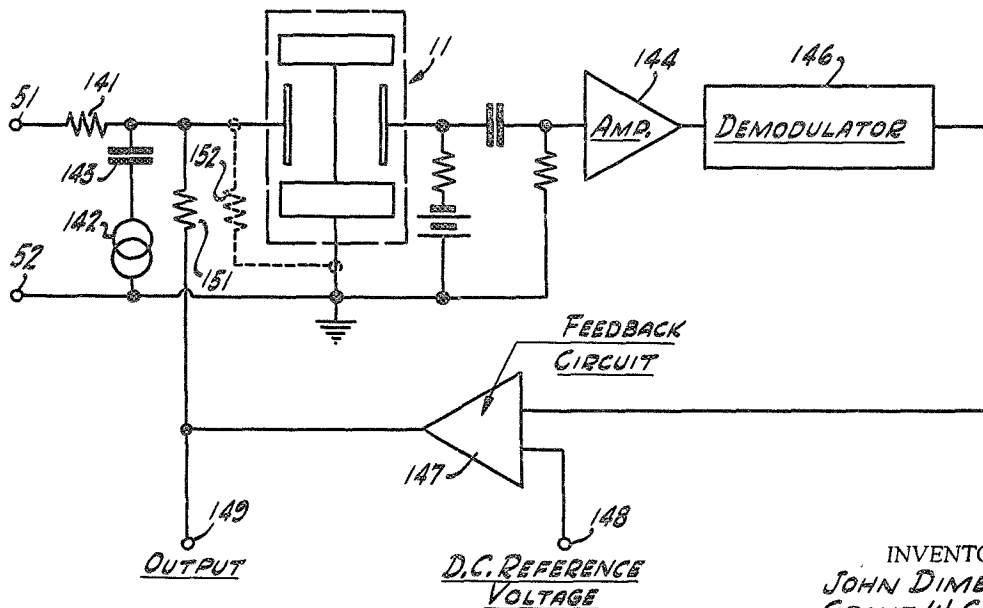 51
141
143
142
52
151
152
11
144
AMP.
146
DEMODULATOR
FEEDBACK
CIRCUIT
147
149
OUTPUT
148
D.C. REFERENCE
VOLTAGE
INVENTO
JOHN DIME